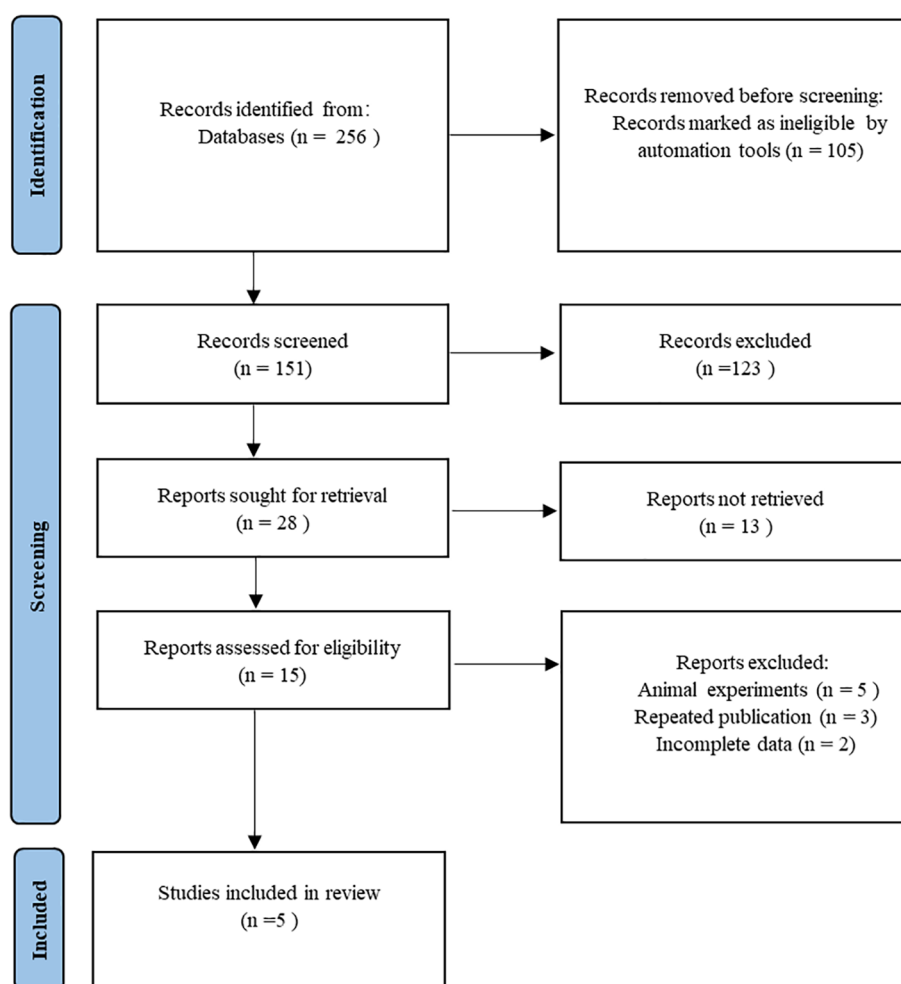 Identification
Records identified from:
Databases (n = 256 )
Records removed before screening:
Records marked as ineligible by
automation tools (n = 105)
Screening
Records screened
(n = 151)
Records excluded
(n =123 )
Reports sought for retrieval
(n = 28 )
Reports not retrieved
(n = 13 )
Reports assessed for eligibility
(n = 15)
Reports excluded:
Animal experiments (n = 5 )
Repeated publication (n = 3)
Incomplete data (n = 2)
Included
Studies included in review
(n =5 )